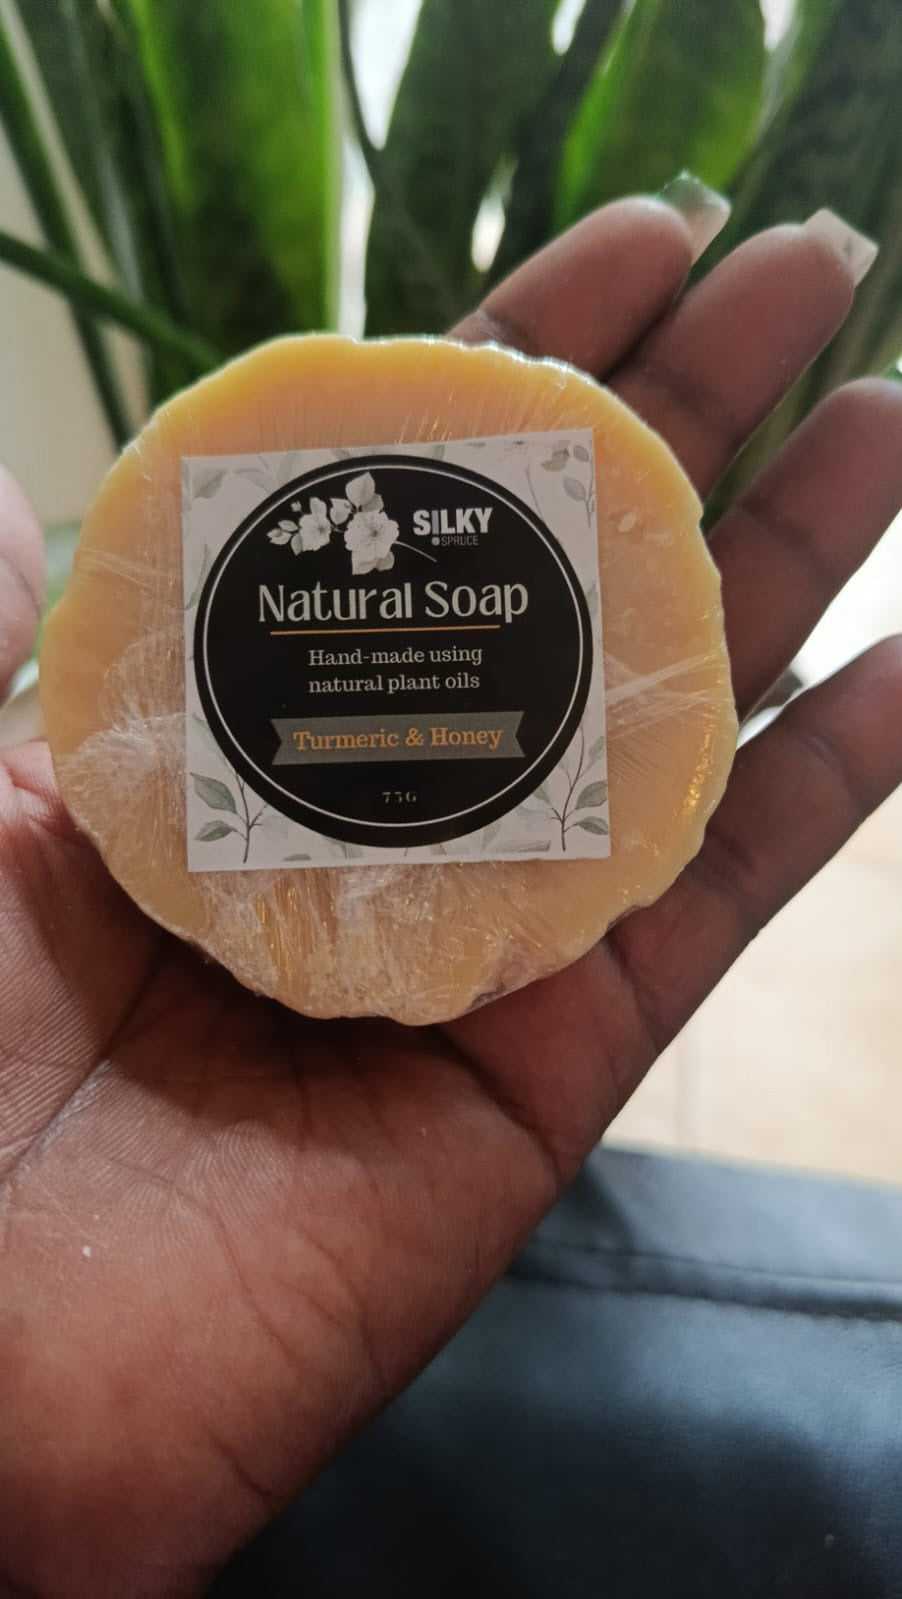 SILKY
SPRUCE
Natural Soap
Hand-made using
natural plant oils
Turmeric & Honey
75G